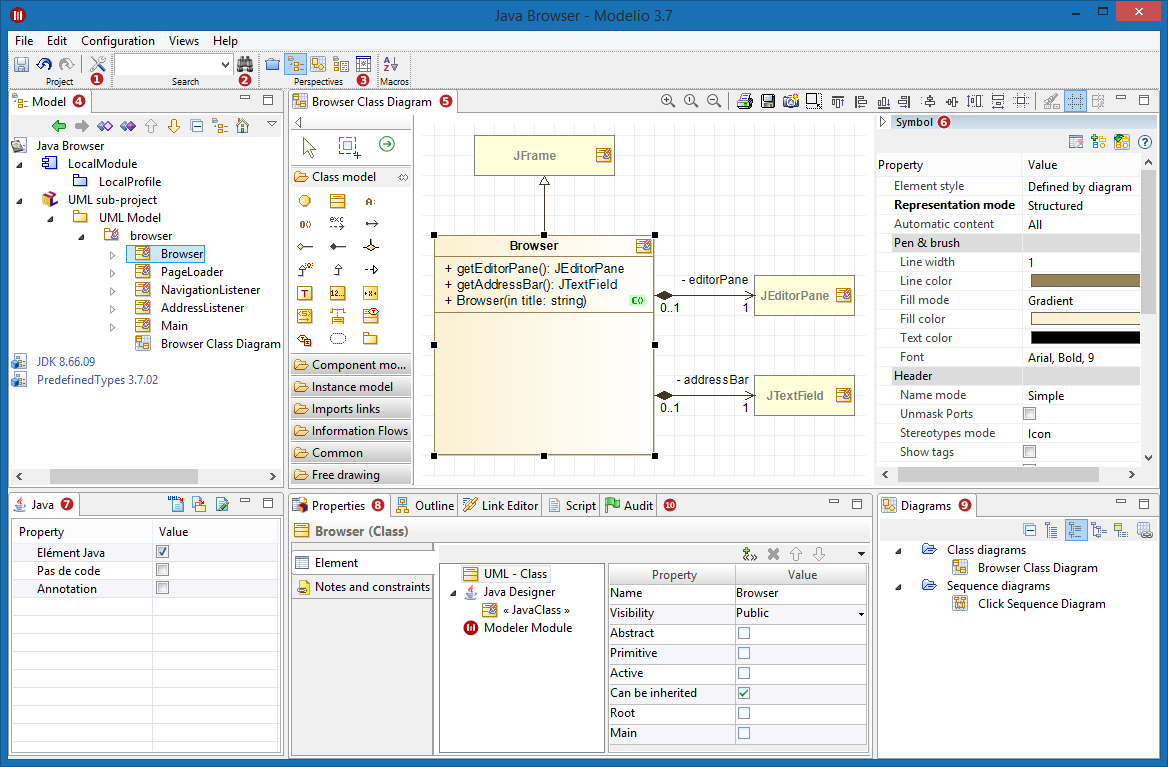 Java Browser - Modelio 3.7
File Edit Configuration Views Help
Project 1 Search 2 Perspectives 3 Macros
Model 4
Java Browser
LocalModule
LocalProfile
UML sub-project
UML Model
browser
Browser
PageLoader
NavigationListener
AddressListener
Main
Browser Class Diagram
JDK 8.66.09
PredefinedTypes 3.7.02
Browser Class Diagram 5
Class model
Component mo...
Instance model
Imports links
Information Flows
Common
Free drawing
JFrame
Browser
+ getEditorPane(): JEditorPane
+ getAddressBar(): JTextField
+ Browser(in title: string)
- editorPane
0..1 1
JEditorPane
- addressBar
0..1 1
JTextField
Symbol 6
Property Value
Element style Defined by diagram
Representation mode Structured
Automatic content All
Pen & brush
Line width 1
Line color
Fill mode Gradient
Fill color
Text color
Font Arial, Bold, 9
Header
Name mode Simple
Unmask Ports
Stereotypes mode Icon
Show tags
Java 7
Property Value
Elément Java
Pas de code
Annotation
Properties 8 Outline Link Editor Script Audit 10
Browser (Class)
Element
Notes and constraints
UML - Class
Java Designer
« JavaClass »
Modeler Module
Property Value
Name Browser
Visibility Public
Abstract
Primitive
Active
Can be inherited
Root
Main
Diagrams 9
Class diagrams
Browser Class Diagram
Sequence diagrams
Click Sequence Diagram